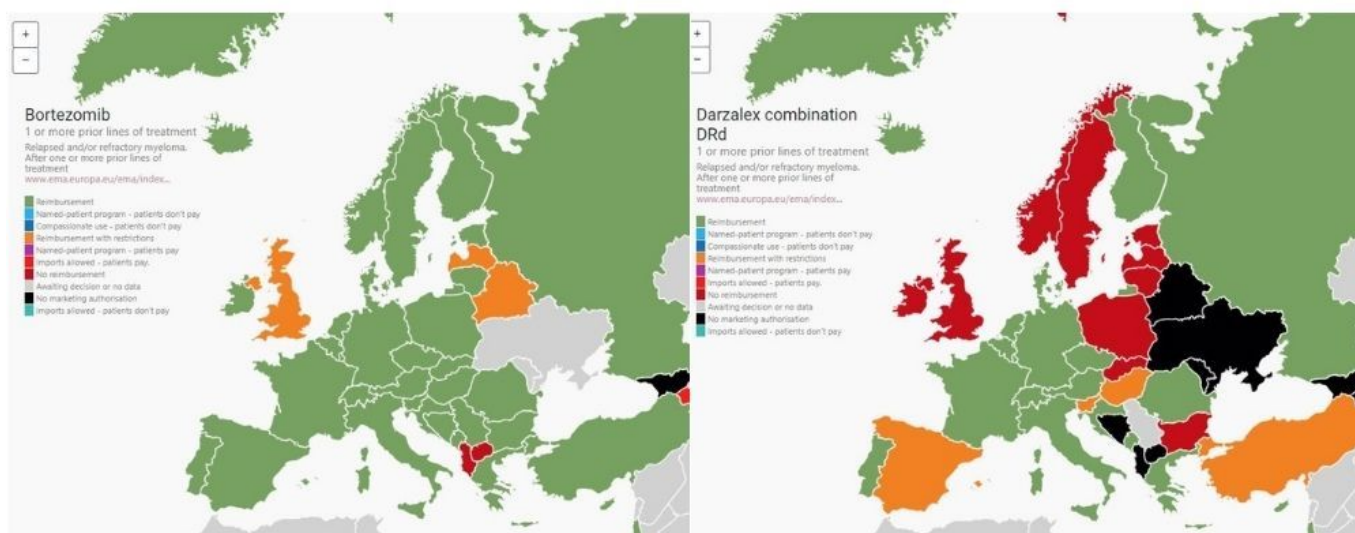 +
−
Bortezomib
1 or more prior lines of treatment
Relapsed and/or refractory myeloma.
After one or more prior lines of
treatment
www.ema.europa.eu/ema/index...
Reimbursement
Named-patient program - patients don't pay
Compassionate use - patients don't pay
Reimbursement with restrictions
Named-patient program - patients pay
Imports allowed - patients pay.
No reimbursement
Awaiting decision or no data
No marketing authorisation
Imports allowed - patients don't pay
+
−
Darzalex combination
DRd
1 or more prior lines of treatment
Relapsed and/or refractory myeloma.
After one or more prior lines of
treatment
www.ema.europa.eu/ema/index...
Reimbursement
Named-patient program - patients don't pay
Compassionate use - patients don't pay
Reimbursement with restrictions
Named-patient program - patients pay
Imports allowed - patients pay.
No reimbursement
Awaiting decision or no data
No marketing authorisation
Imports allowed - patients don't pay